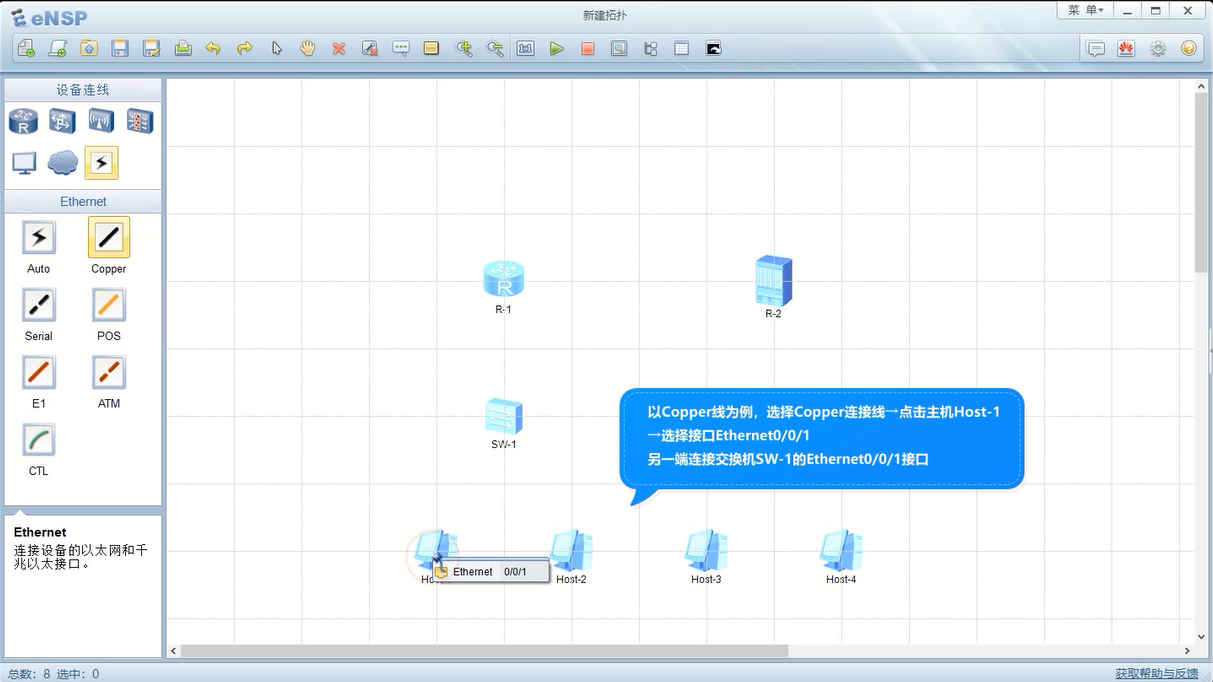 eNSP
新建拓扑
菜 单
设备连线
Ethernet
Auto
Copper
Serial
POS
E1
ATM
CTL
Ethernet
连接设备的以太网和千
兆以太接口。
R-1
R-2
SW-1
以Copper线为例，选择Copper连接线→点击主机Host-1
→选择接口Ethernet0/0/1
另一端连接交换机SW-1的Ethernet0/0/1接口
Ethernet 0/0/1
Host-2
Host-3
Host-4
总数: 8 选中: 0
获取帮助与反馈